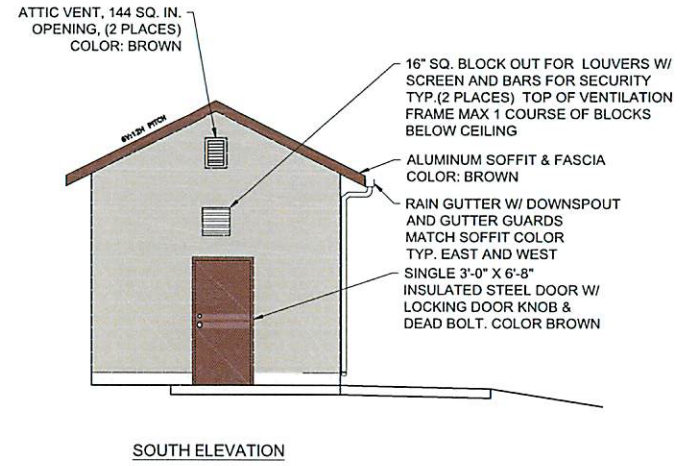 ATTIC VENT, 144 SQ. IN.
OPENING, (2 PLACES)
COLOR: BROWN
16" SQ. BLOCK OUT FOR LOUVERS W/
SCREEN AND BARS FOR SECURITY
TYP.(2 PLACES) TOP OF VENTILATION
FRAME MAX 1 COURSE OF BLOCKS
BELOW CEILING
6V:12H PITCH
ALUMINUM SOFFIT & FASCIA
COLOR: BROWN
RAIN GUTTER W/ DOWNSPOUT
AND GUTTER GUARDS
MATCH SOFFIT COLOR
TYP. EAST AND WEST
SINGLE 3'-0" X 6'-8"
INSULATED STEEL DOOR W/
LOCKING DOOR KNOB &
DEAD BOLT. COLOR BROWN
SOUTH ELEVATION